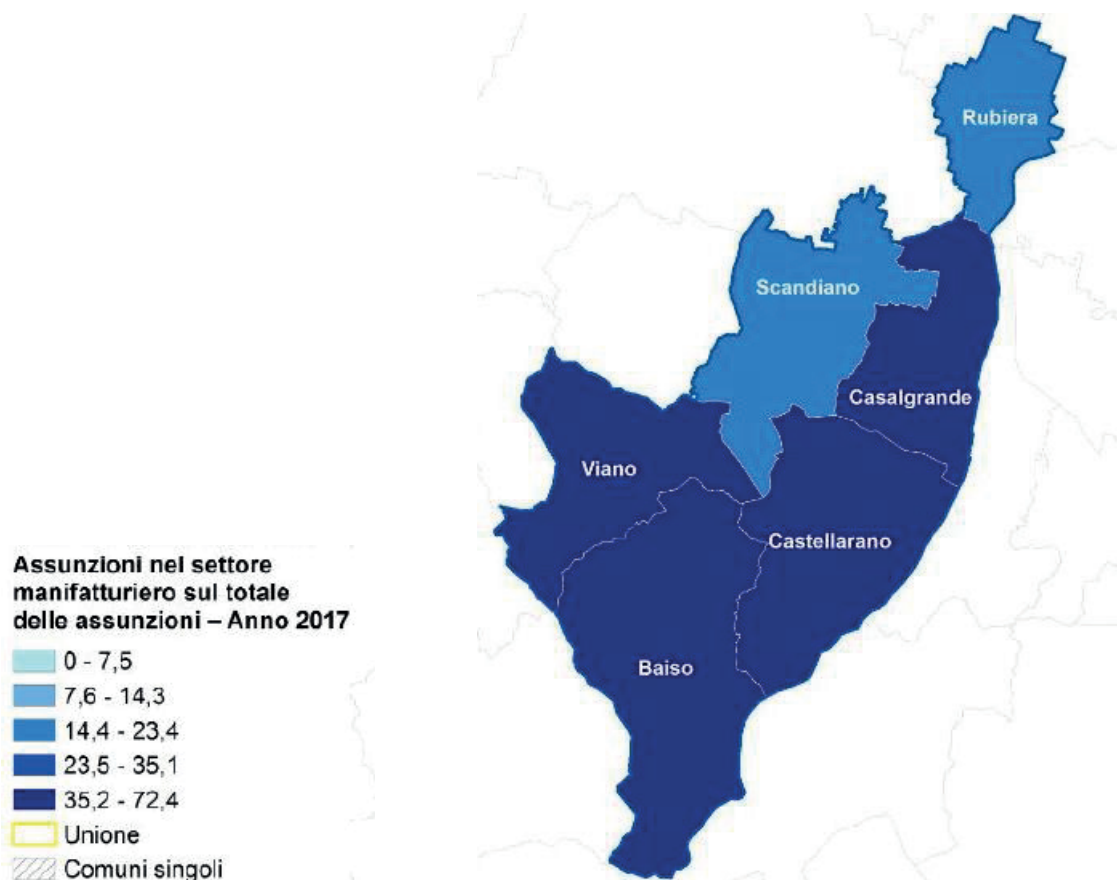 Rubiera
Scandiano
Casalgrande
Viano
Castellarano
Baiso
Assunzioni nel settore
manifatturiero sul totale
delle assunzioni – Anno 2017
0 - 7,5
7,6 - 14,3
14,4 - 23,4
23,5 - 35,1
35,2 - 72,4
Unione
Comuni singoli